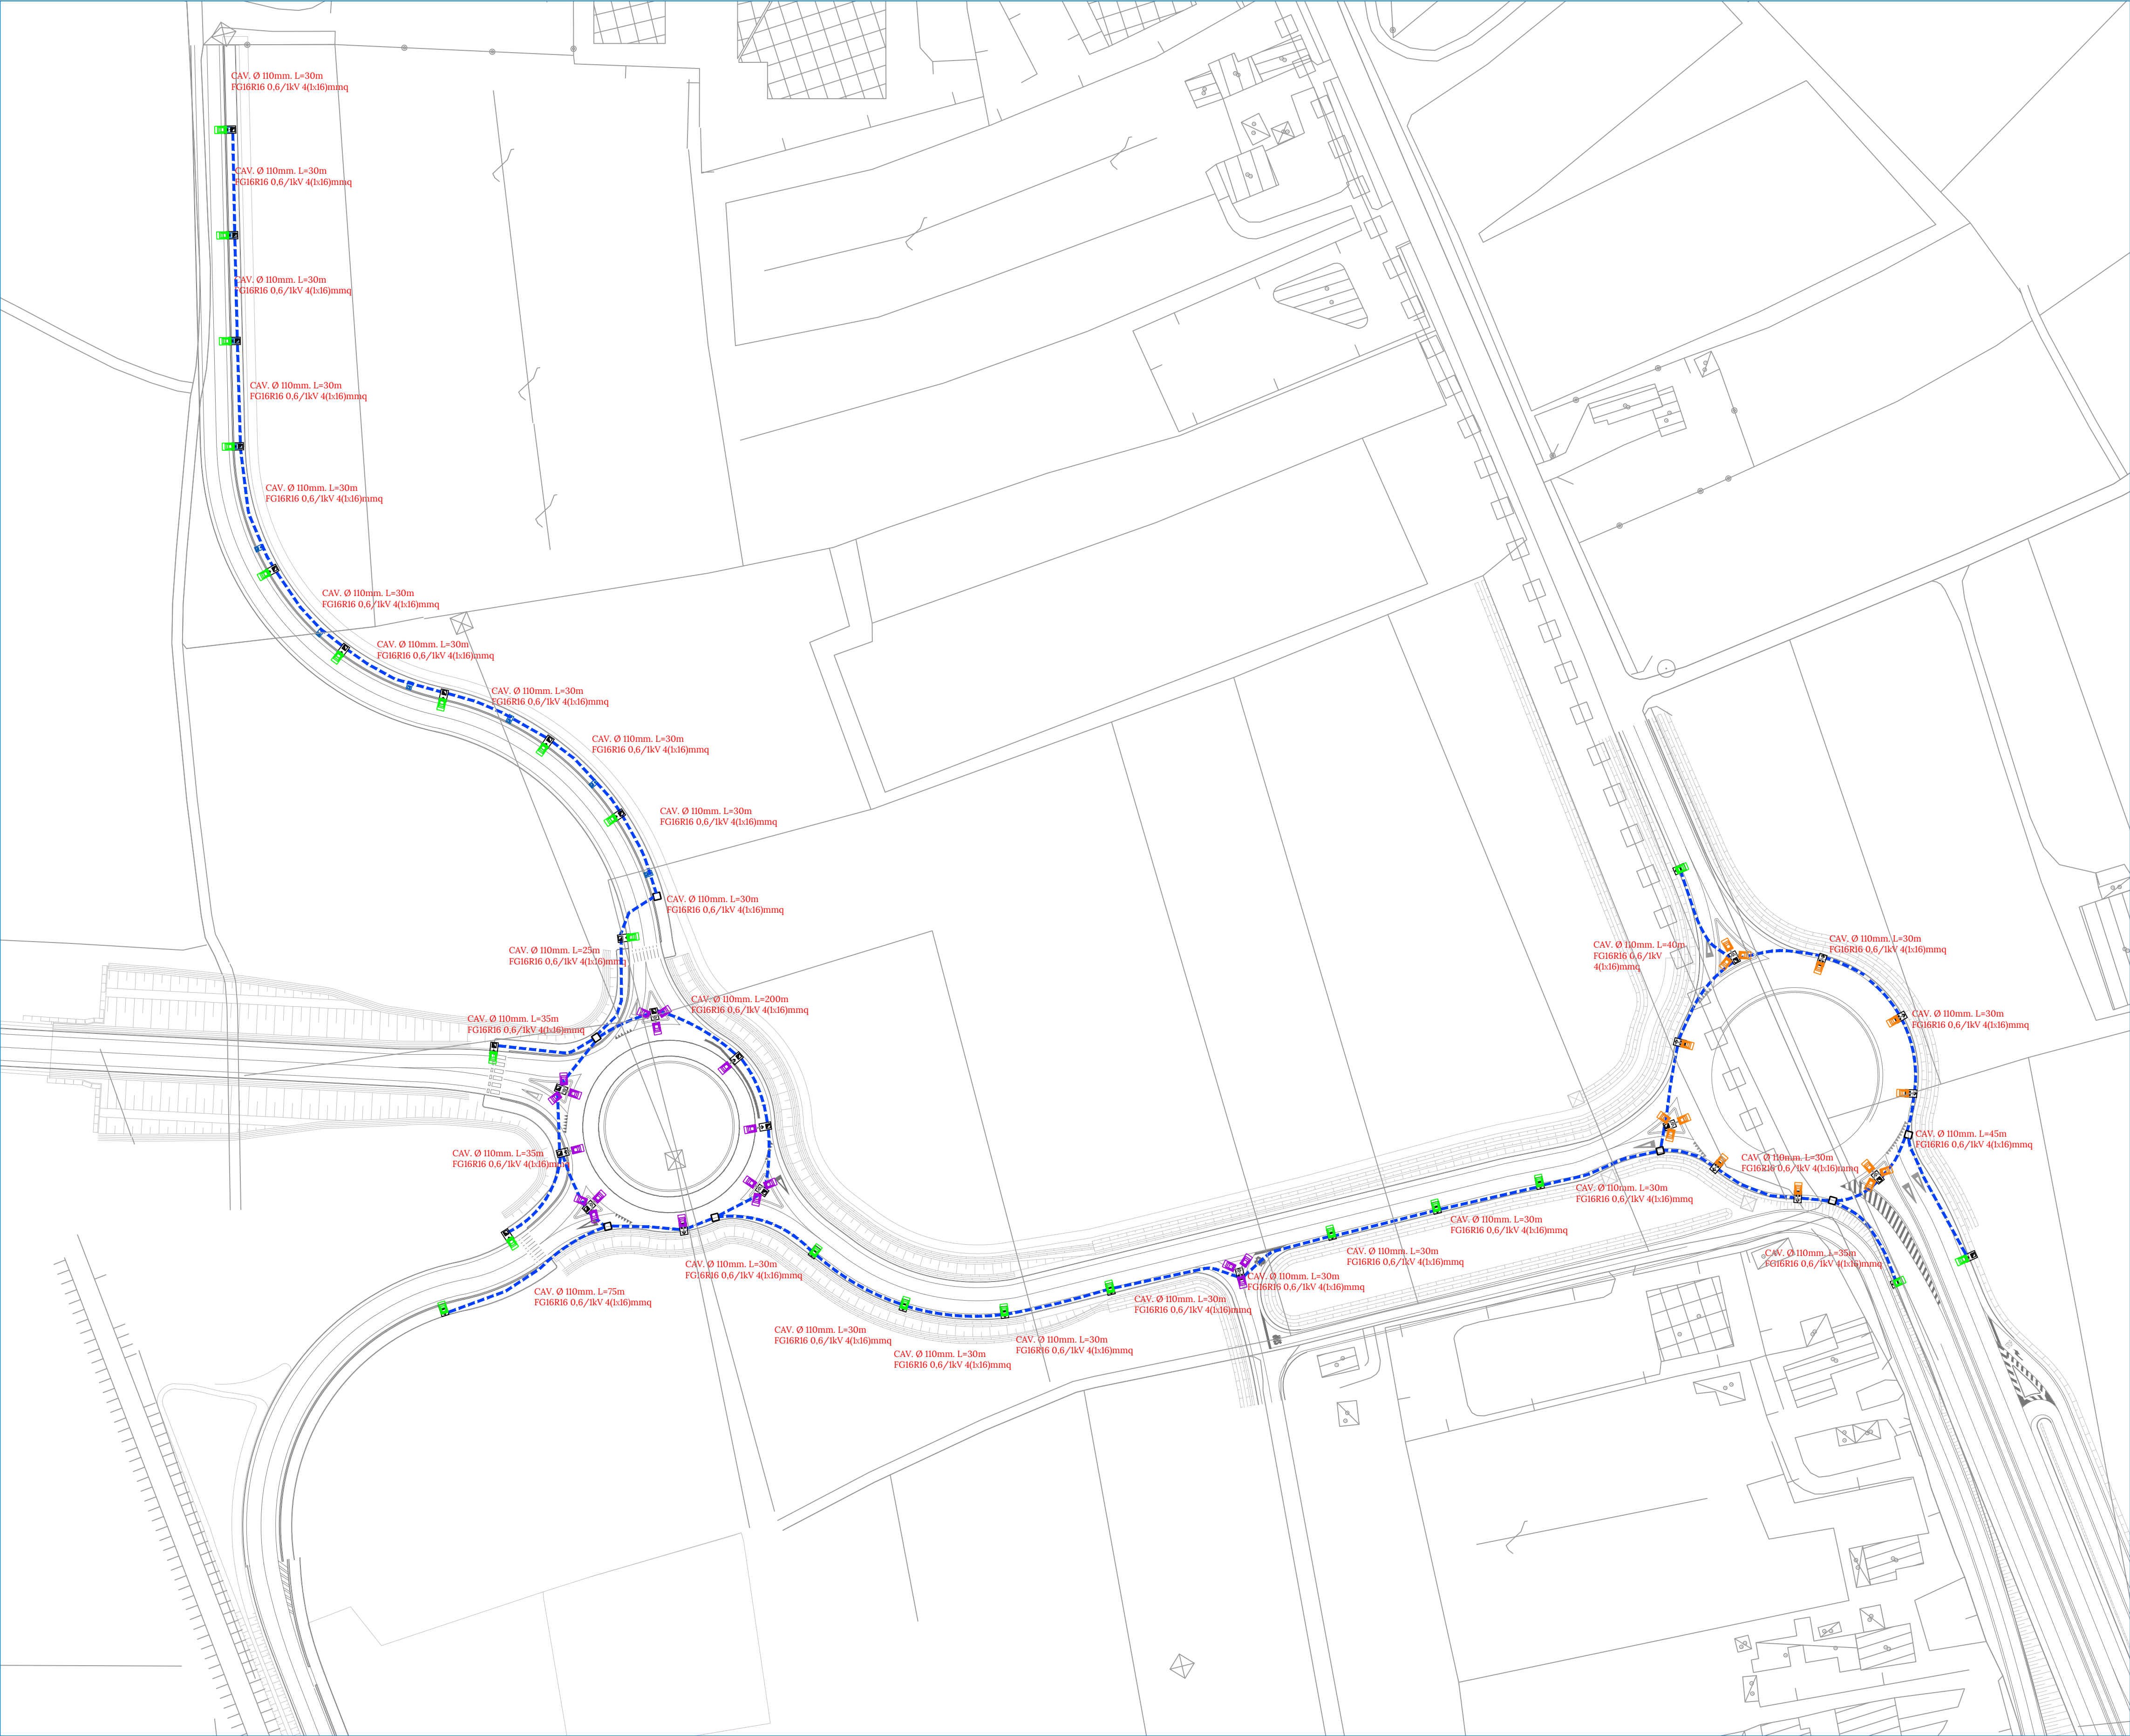 CAV. Ø 110mm. L=30m
FG16R16 0,6/1kV 4(1x16)mmq
CAV. Ø 110mm. L=30m
FG16R16 0,6/1kV 4(1x16)mmq
CAV. Ø 110mm. L=30m
FG16R16 0,6/1kV 4(1x16)mmq
CAV. Ø 110mm. L=30m
FG16R16 0,6/1kV 4(1x16)mmq
CAV. Ø 110mm. L=30m
FG16R16 0,6/1kV 4(1x16)mmq
CAV. Ø 110mm. L=30m
FG16R16 0,6/1kV 4(1x16)mmq
CAV. Ø 110mm. L=30m
FG16R16 0,6/1kV 4(1x16)mmq
CAV. Ø 110mm. L=30m
FG16R16 0,6/1kV 4(1x16)mmq
CAV. Ø 110mm. L=30m
FG16R16 0,6/1kV 4(1x16)mmq
CAV. Ø 110mm. L=30m
FG16R16 0,6/1kV 4(1x16)mmq
CAV. Ø 110mm. L=30m
FG16R16 0,6/1kV 4(1x16)mmq
CAV. Ø 110mm. L=25m
FG16R16 0,6/1kV 4(1x16)mmq
CAV. Ø 110mm. L=200m
FG16R16 0,6/1kV 4(1x16)mmq
CAV. Ø 110mm. L=35m
FG16R16 0,6/1kV 4(1x16)mmq
CAV. Ø 110mm. L=35m
FG16R16 0,6/1kV 4(1x16)mmq
CAV. Ø 110mm. L=75m
FG16R16 0,6/1kV 4(1x16)mmq
CAV. Ø 110mm. L=30m
FG16R16 0,6/1kV 4(1x16)mmq
CAV. Ø 110mm. L=30m
FG16R16 0,6/1kV 4(1x16)mmq
CAV. Ø 110mm. L=30m
FG16R16 0,6/1kV 4(1x16)mmq
CAV. Ø 110mm. L=30m
FG16R16 0,6/1kV 4(1x16)mmq
CAV. Ø 110mm. L=30m
FG16R16 0,6/1kV 4(1x16)mmq
CAV. Ø 110mm. L=30m
FG16R16 0,6/1kV 4(1x16)mmq
CAV. Ø 110mm. L=30m
FG16R16 0,6/1kV 4(1x16)mmq
CAV. Ø 110mm. L=30m
FG16R16 0,6/1kV 4(1x16)mmq
CAV. Ø 110mm. L=30m
FG16R16 0,6/1kV 4(1x16)mmq
CAV. Ø 110mm. L=40m
FG16R16 0,6/1kV
4(1x16)mmq
CAV. Ø 110mm. L=30m
FG16R16 0,6/1kV 4(1x16)mmq
CAV. Ø 110mm. L=30m
FG16R16 0,6/1kV 4(1x16)mmq
CAV. Ø 110mm. L=45m
FG16R16 0,6/1kV 4(1x16)mmq
CAV. Ø 110mm. L=30m
FG16R16 0,6/1kV 4(1x16)mmq
CAV. Ø 110mm. L=35m
FG16R16 0,6/1kV 4(1x16)mmq